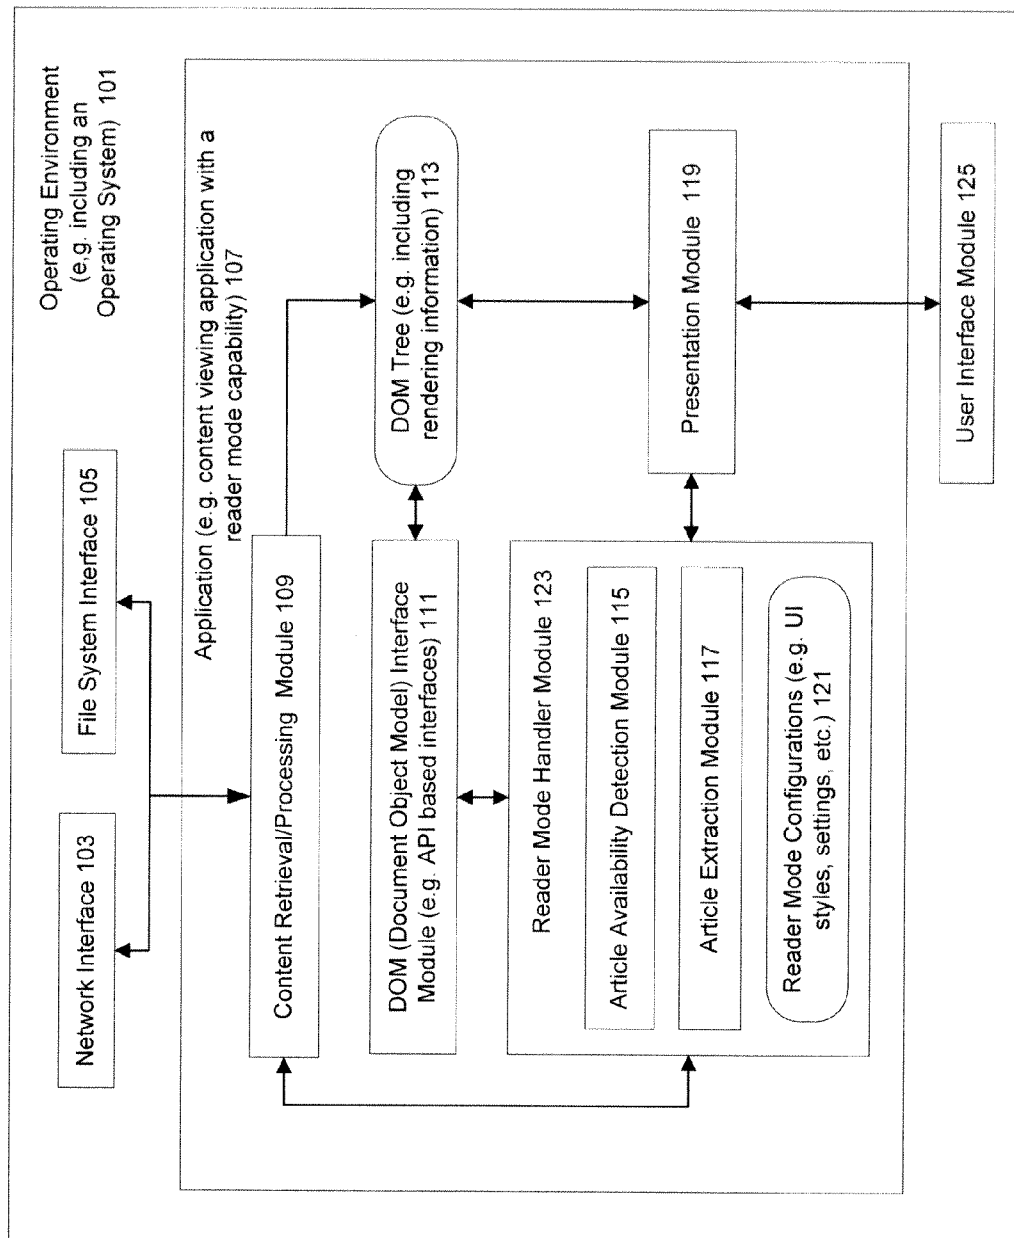 Operating Environment
(e,g. including an
Operating System) 101
Network Interface 103
File System Interface 105
Application (e.g. content viewing application with a
reader mode capability) 107
Content Retrieval/Processing Module 109
DOM (Document Object Model) Interface
Module (e.g. API based interfaces) 111
DOM Tree (e.g. including
rendering information) 113
Reader Mode Handler Module 123
Article Availability Detection Module 115
Article Extraction Module 117
Reader Mode Configurations (e.g. UI
styles, settings, etc.) 121
Presentation Module 119
User Interface Module 125